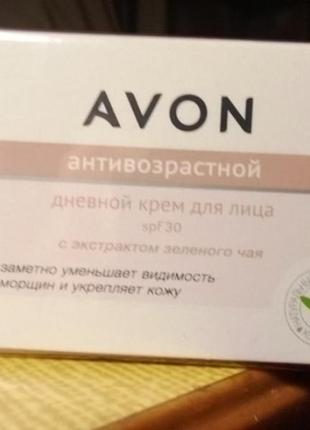 AVON
антивозрастной
дневной крем для лица
SPF30
с экстрактом зеленого чая
заметно уменьшает видимость
морщин и укрепляет кожу